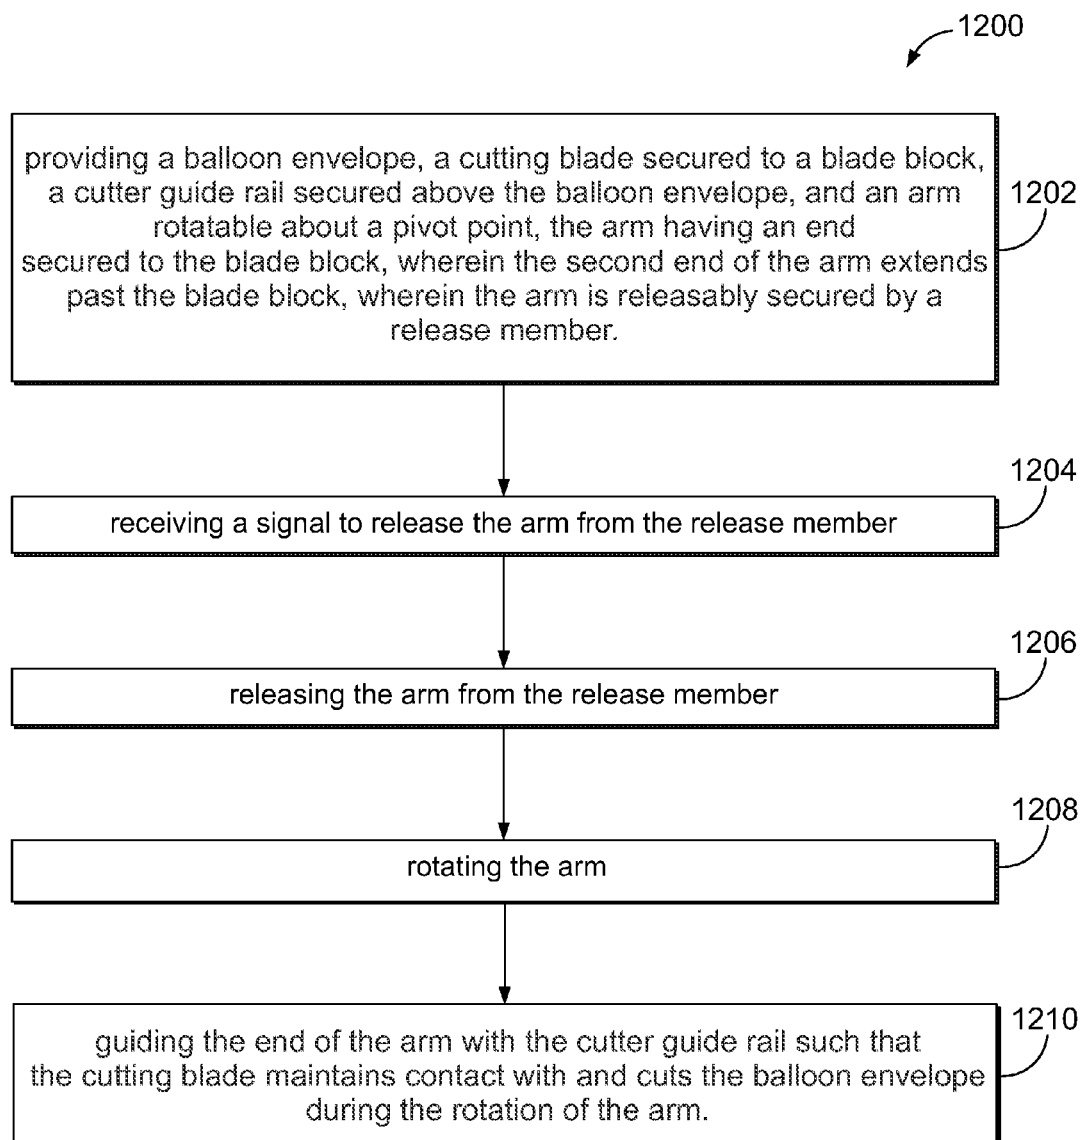 1200
providing a balloon envelope, a cutting blade secured to a blade block,
a cutter guide rail secured above the balloon envelope, and an arm
rotatable about a pivot point, the arm having an end
secured to the blade block, wherein the second end of the arm extends
past the blade block, wherein the arm is releasably secured by a
release member.
1202
1204
receiving a signal to release the arm from the release member
1206
releasing the arm from the release member
1208
rotating the arm
1210
guiding the end of the arm with the cutter guide rail such that
the cutting blade maintains contact with and cuts the balloon envelope
during the rotation of the arm.